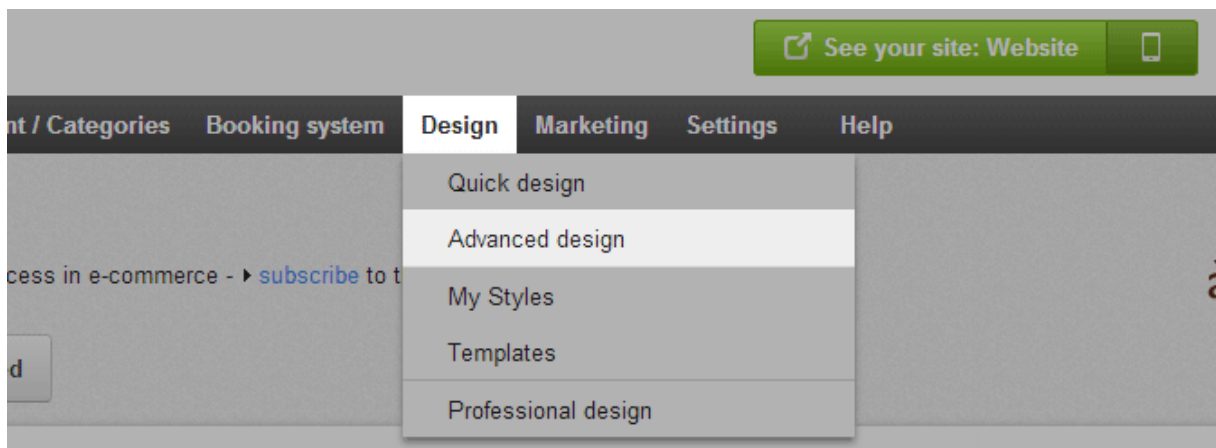 See your site: Website
nt / Categories Booking system Design Marketing Settings Help
Quick design
Advanced design
cess in e-commerce - ▸ subscribe to t
My Styles
Templates
ed
Professional design